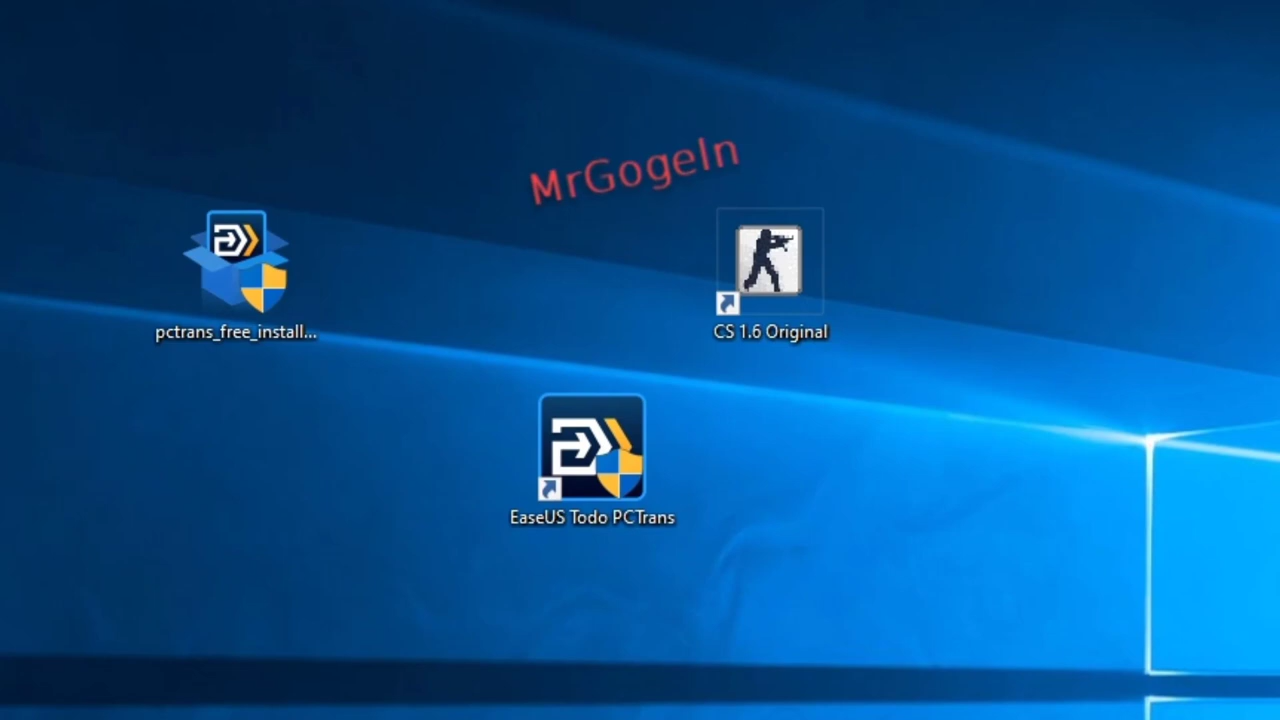 MrGogeIn
pctrans_free_install...
CS 1.6 Original
EaseUS Todo PCTrans